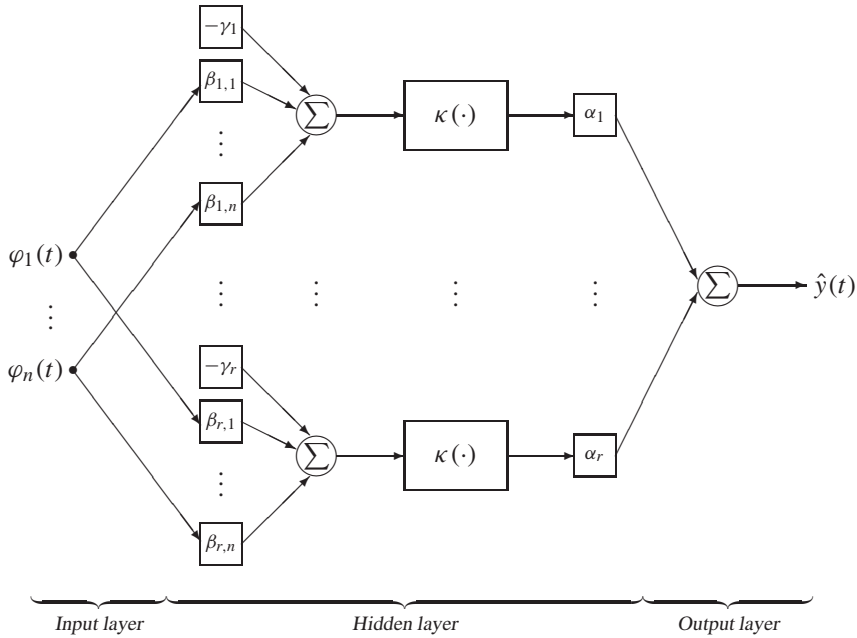 −γ₁
β₁,₁
⋮
β₁,ₙ
κ(·)
α₁
Σ
φ₁(t)
⋮
φₙ(t)
⋮ ⋮ ⋮ ⋮
Σ
ŷ(t)
−γᵣ
βᵣ,₁
⋮
βᵣ,ₙ
Σ
κ(·)
αᵣ
Input layer
Hidden layer
Output layer